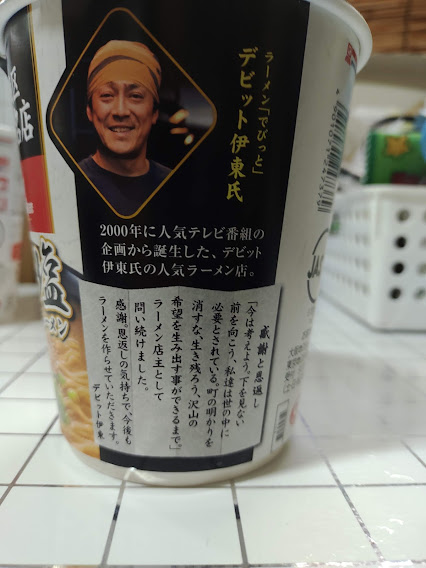 ラーメン「でびっと」
デビット伊東氏
2000年に人気テレビ番組の
企画から誕生した、デビット
伊東氏の人気ラーメン店。
感謝と恩返し
「今は考えよう。下を見ない
前を向こう、私達は世の中に
必要とされている。町の明かりを
消すな、生き残ろう、沢山の
希望を生み出す事ができるまで」
ラーメン店主として
問い続けました。
感謝、恩返しの気持ちで、今後も
ラーメンを作らせていただきます。
デビット伊東
店
塩
ラーメン